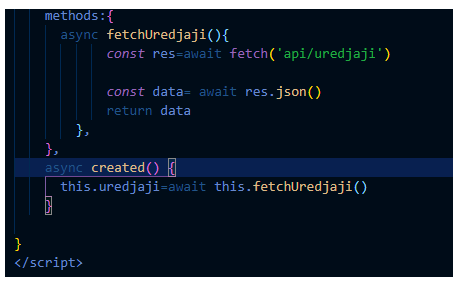 methods:{
async fetchUredjaji(){
const res=await fetch('api/uredjaji')
const data= await res.json()
return data
},
},
async created() {
this.uredjaji=await this.fetchUredjaji()
}
}
</script>